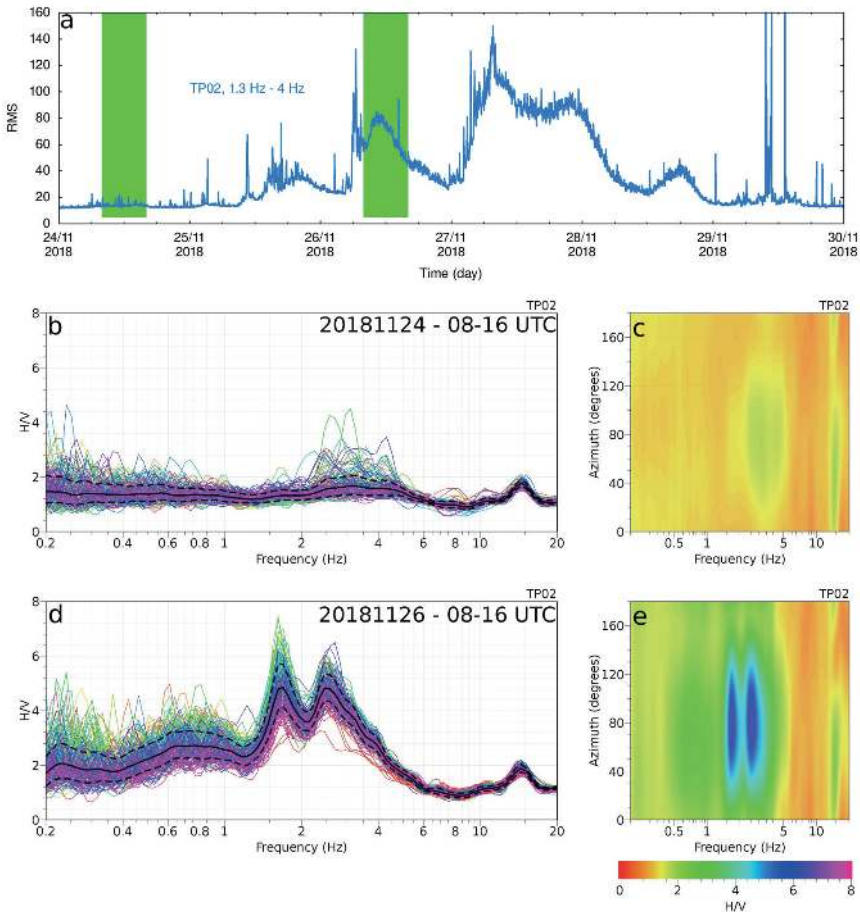 a
160
140
120
100
80
60
40
20
0
RMS
TP02, 1.3 Hz - 4 Hz
24/11 25/11 26/11 27/11 28/11 29/11 30/11
2018 2018 2018 2018 2018 2018 2018
Time (day)
TP02
b
20181124 - 08-16 UTC
8
6
4
2
0
H/V
0.2 0.4 0.6 0.8 1 2 4 6 8 10 20
Frequency (Hz)
TP02
c
160
120
80
40
0
Azimuth (degrees)
0.5 1 10
Frequency (Hz)
TP02
d
20181126 - 08-16 UTC
8
6
4
2
0
H/V
0.2 0.4 0.6 0.8 1 2 4 6 8 10 20
Frequency (Hz)
TP02
e
160
120
80
40
0
Azimuth (degrees)
0.5 1 10
Frequency (Hz)
0 2 4 6 8
H/V